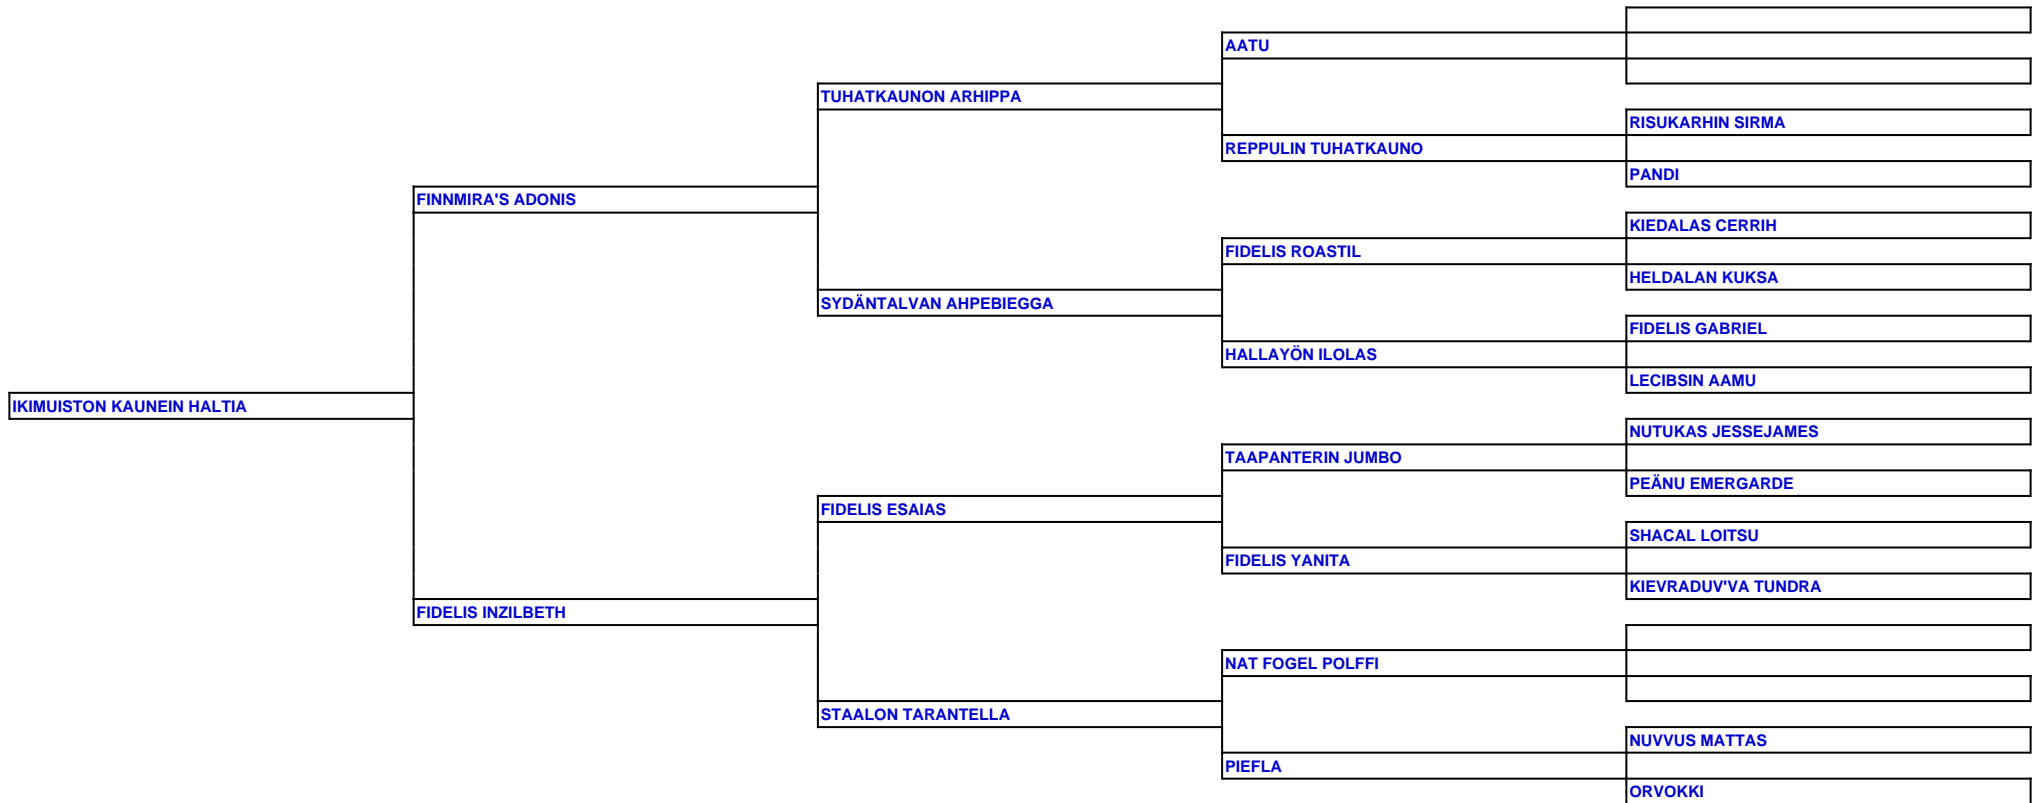 AATU
TUHATKAUNON ARHIPPA
RISUKARHIN SIRMA
REPPULIN TUHATKAUNO
PANDI
FINNMIRA'S ADONIS
KIEDALAS CERRIH
FIDELIS ROASTIL
HELDALAN KUKSA
SYDÄNTALVAN AHPEBIEGGA
FIDELIS GABRIEL
HALLAYÖN ILOLAS
LECIBSIN AAMU
IKIMUISTON KAUNEIN HALTIA
NUTUKAS JESSEJAMES
TAAPANTERIN JUMBO
PEÄNU EMERGARDE
FIDELIS ESAIAS
SHACAL LOITSU
FIDELIS YANITA
KIEVRADUV'VA TUNDRA
FIDELIS INZILBETH
NAT FOGEL POLFFI
STAALON TARANTELLA
NUVVUS MATTAS
PIEFLA
ORVOKKI